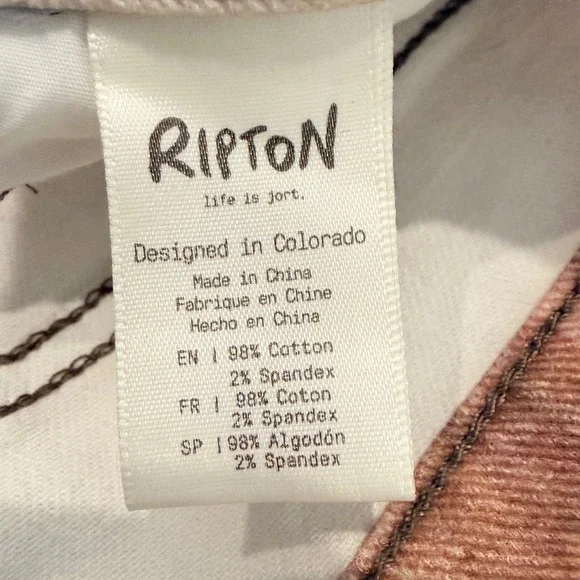 RIPTON
life is jort.
Designed in Colorado
Made in China
Fabrique en Chine
Hecho en China
EN | 98% Cotton
2% Spandex
FR | 98% Coton
2% Spandex
SP | 98% Algodón
2% Spandex